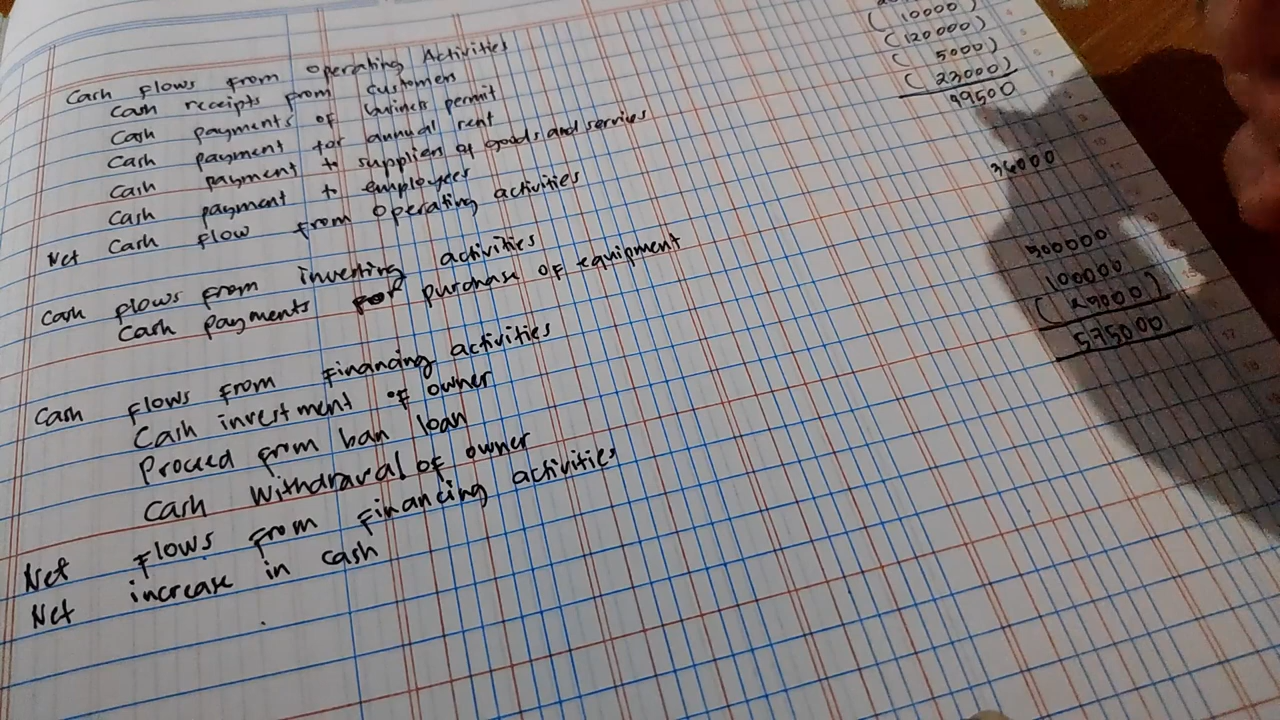 Cash flows from operating Activities
Cash receipts from customers
Cash payments of business permit (10000)
Cash payment for annual rent (120000)
Cash payment to suppliers of goods and services (5000)
Cash payment to employees (23000)
Net Cash flow from operating activities 99500
Cash flows from investing activities
Cash payments for purchase of equipment 36000
Cash flows from financing activities
Cash investment of owner 500000
Proceed from ban loan 100000
Cash withdraral of owner
Net flows from financing activities 575000
Net increase in cash